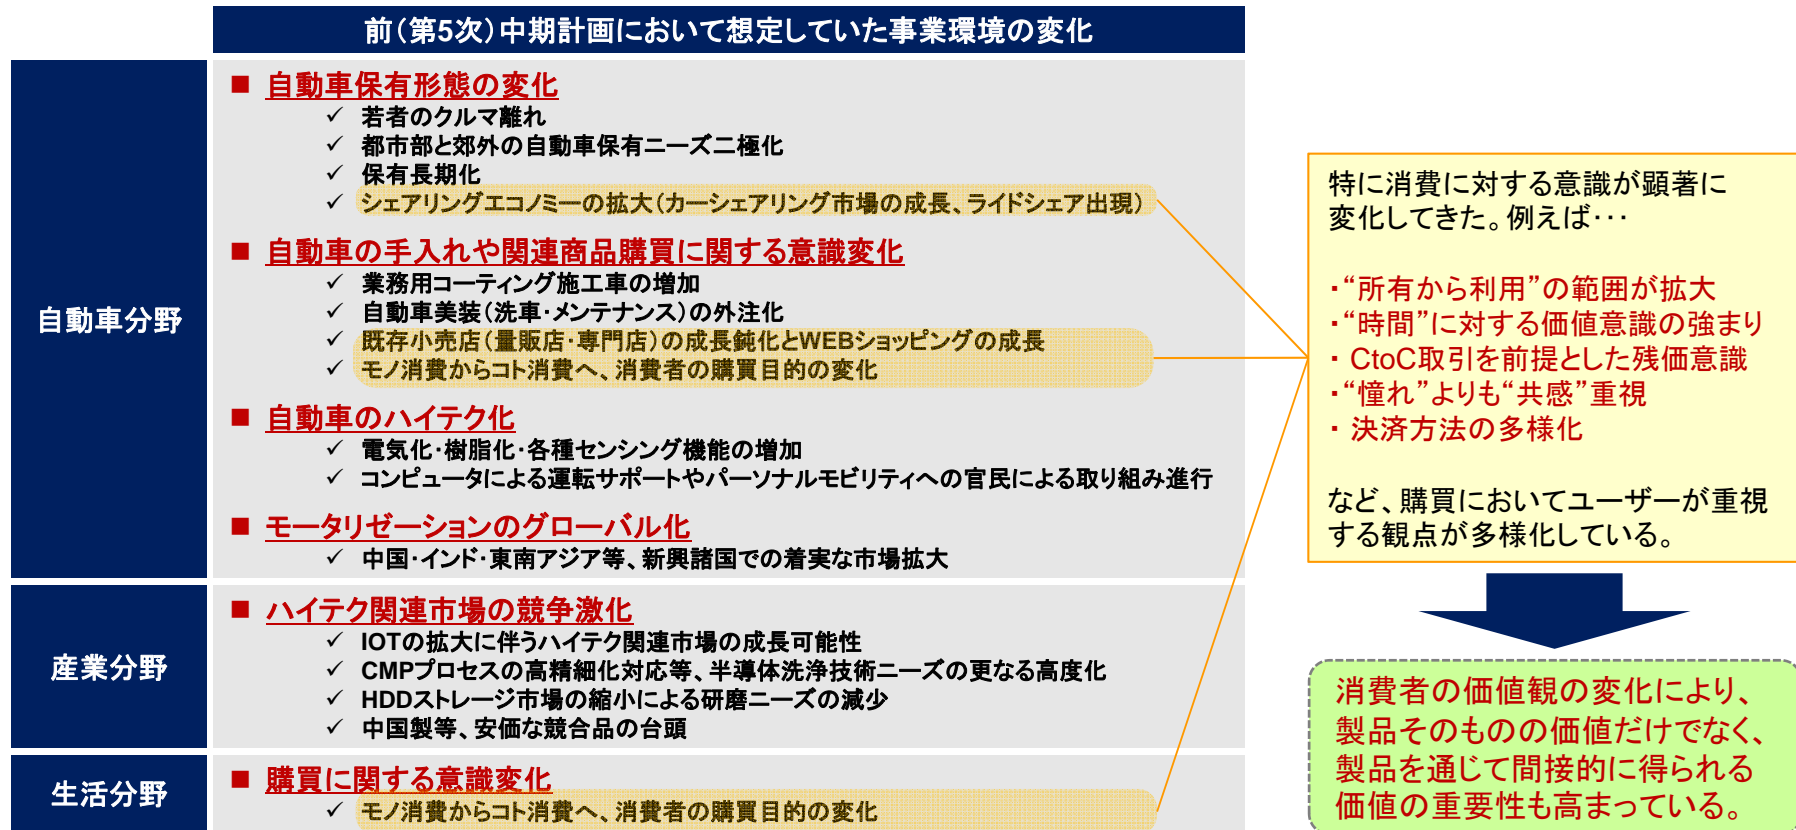 前(第5次)中期計画において想定していた事業環境の変化
自動車分野
■ 自動車保有形態の変化
✓ 若者のクルマ離れ
✓ 都市部と郊外の自動車保有ニーズ二極化
✓ 保有長期化
✓ シェアリングエコノミーの拡大(カーシェアリング市場の成長、ライドシェア出現)
■ 自動車の手入れや関連商品購買に関する意識変化
✓ 業務用コーティング施工車の増加
✓ 自動車美装(洗車・メンテナンス)の外注化
✓ 既存小売店(量販店・専門店)の成長鈍化とWEBショッピングの成長
✓ モノ消費からコト消費へ、消費者の購買目的の変化
■ 自動車のハイテク化
✓ 電気化・樹脂化・各種センシング機能の増加
✓ コンピュータによる運転サポートやパーソナルモビリティへの官民による取り組み進行
■ モータリゼーションのグローバル化
✓ 中国・インド・東南アジア等、新興諸国での着実な市場拡大
産業分野
■ ハイテク関連市場の競争激化
✓ IOTの拡大に伴うハイテク関連市場の成長可能性
✓ CMPプロセスの高精細化対応等、半導体洗浄技術ニーズの更なる高度化
✓ HDDストレージ市場の縮小による研磨ニーズの減少
✓ 中国製等、安価な競合品の台頭
生活分野
■ 購買に関する意識変化
✓ モノ消費からコト消費へ、消費者の購買目的の変化
特に消費に対する意識が顕著に
変化してきた。例えば・・・
・“所有から利用”の範囲が拡大
・“時間”に対する価値意識の強まり
・ CtoC取引を前提とした残価意識
・“憧れ”よりも“共感”重視
・ 決済方法の多様化
など、購買においてユーザーが重視
する観点が多様化している。
消費者の価値観の変化により、
製品そのものの価値だけでなく、
製品を通じて間接的に得られる
価値の重要性も高まっている。